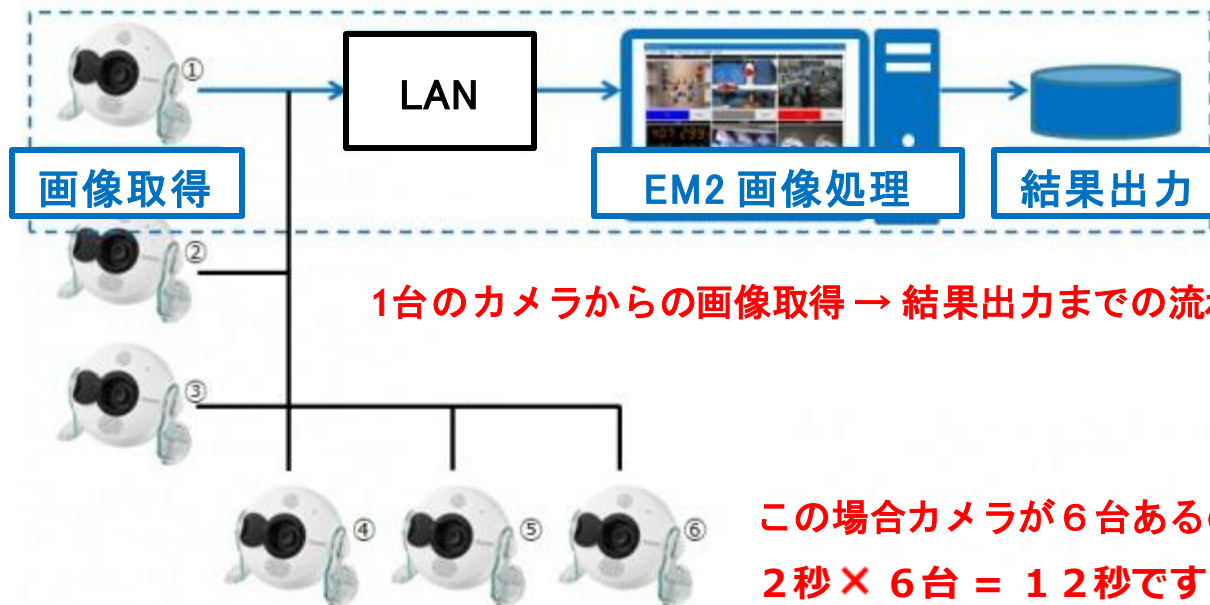 ①
LAN
画像取得
EM2 画像処理
結果出力
②
1台のカメラからの画像取得 → 結果出力までの流
③
④
⑤
⑥
この場合カメラが６台ある
２秒× 6台 = １２秒です